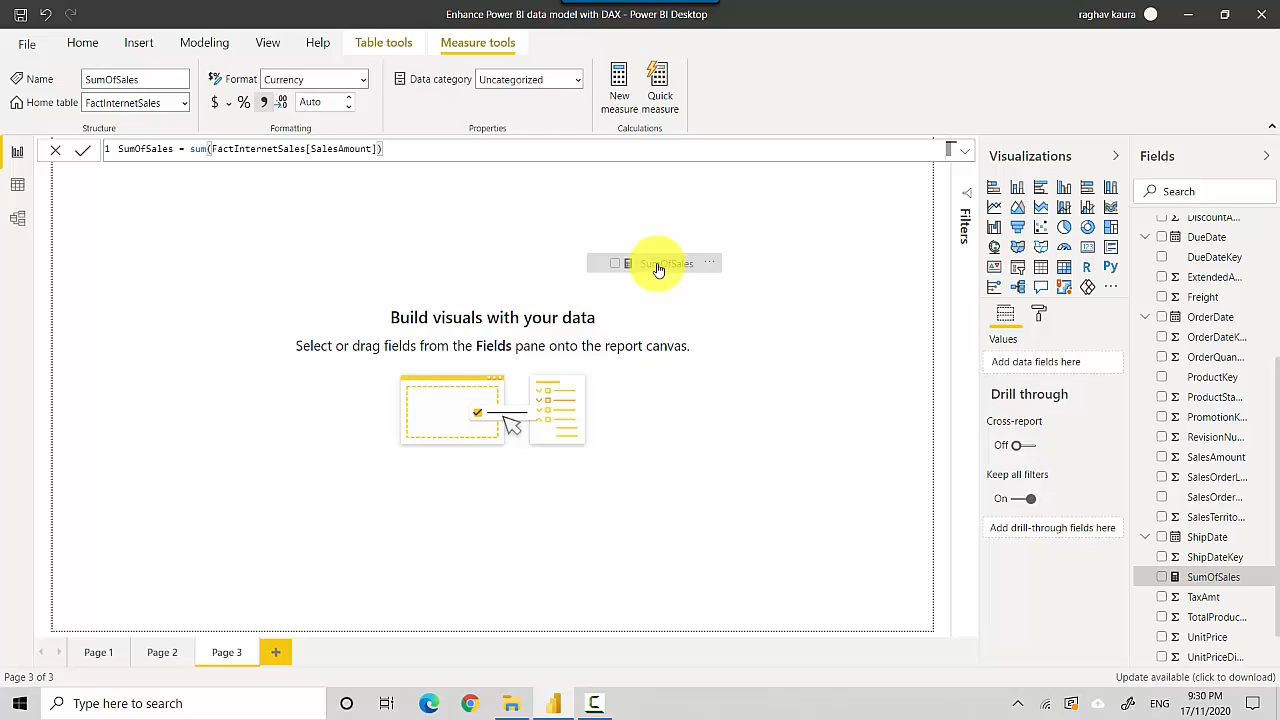 Enhance Power BI data model with DAX - Power BI Desktop
raghav kaura
File
Home
Insert
Modeling
View
Help
Table tools
Measure tools
Name
SumOfSales
Home table
FactInternetSales
Structure
$% Format
Currency
$
%
Auto
Formatting
Data category
Uncategorized
Properties
New measure
Quick measure
Calculations
1 SumOfSales = sum(FactInternetSales[SalesAmount])
SumOfSales ...
Build visuals with your data
Select or drag fields from the Fields pane onto the report canvas.
Filters
Visualizations
R
Py
123
...
Values
Add data fields here
Drill through
Cross-report
Off
Keep all filters
On
Add drill-through fields here
Fields
Search
DiscountA...
DueDate
DueDateKey
ExtendedA...
Freight
OrderDate
OrderDateK...
OrderQuan...
ProductKey
ProductSta...
PromotionK...
RevisionNu...
SalesAmount
SalesOrderL...
SalesOrder...
SalesTerrito...
ShipDate
ShipDateKey
SumOfSales
TaxAmt
TotalProduc...
UnitPrice
UnitPriceDi...
Page 1
Page 2
Page 3
+
Page 3 of 3
Update available (click to download)
Type here to search
ENG
9:30 PM
17/11/2020